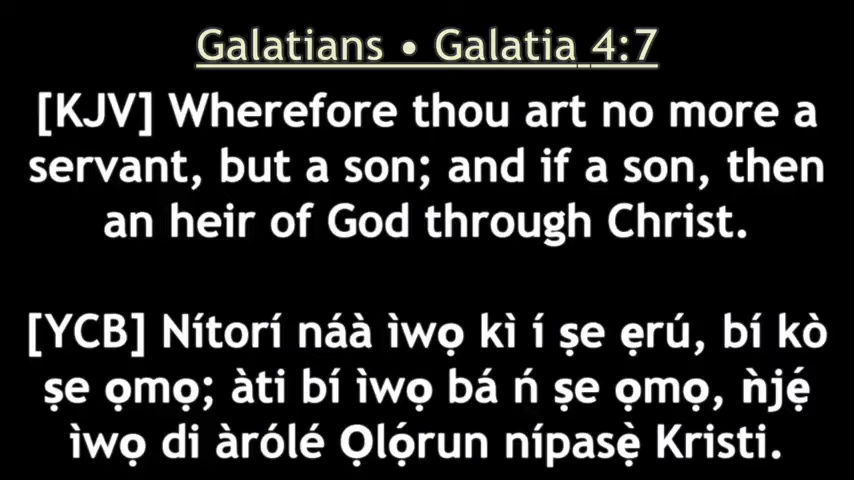 Galatians • Galatia 4:7
[KJV] Wherefore thou art no more a
servant, but a son; and if a son, then
an heir of God through Christ.
[YCB] Nítorí náà ìwọ kì í ṣe ẹrú, bí kò
ṣe ọmọ; àti bí ìwọ bá ń ṣe ọmọ, ǹjẹ́
ìwọ di àrólé Ọlọ́run nípasẹ̀ Kristi.